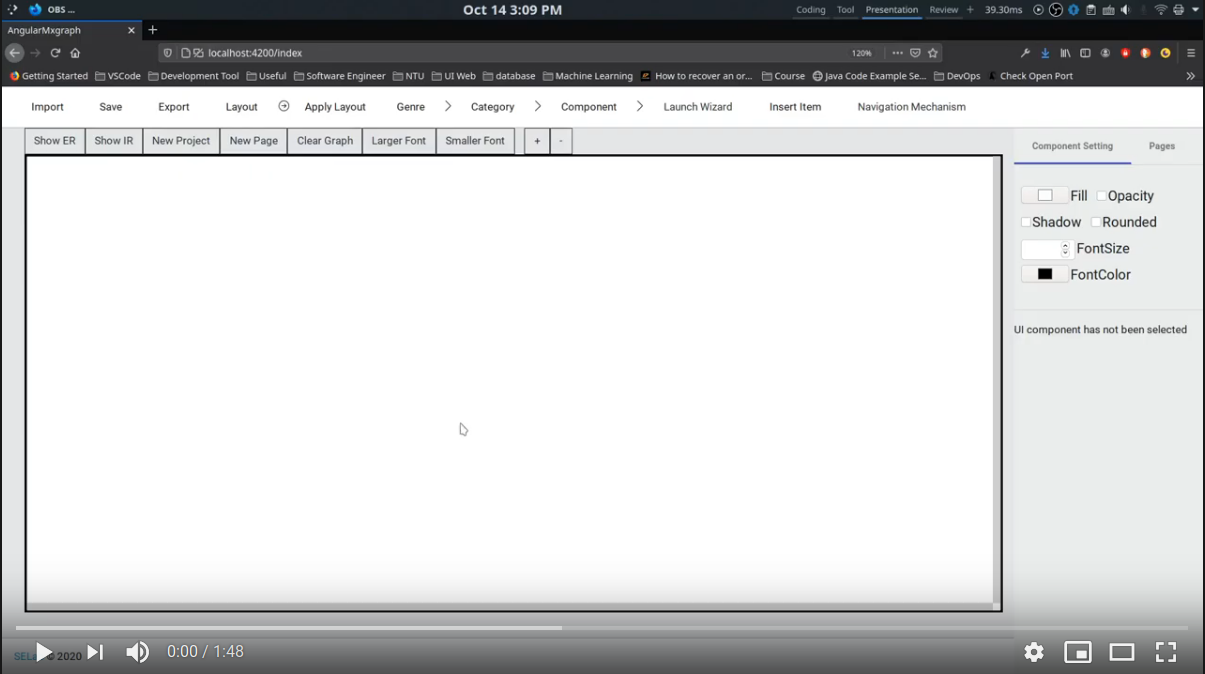 OBS ... Oct 14 3:09 PM Coding Tool Presentation Review + 39.30ms
AngularMxgraph × +
localhost:4200/index 120% ...
Getting Started VSCode Development Tool Useful Software Engineer NTU UI Web database Machine Learning How to recover an or... Course Java Code Example Se... DevOps Check Open Port
Import Save Export Layout Apply Layout Genre Category Component Launch Wizard Insert Item Navigation Mechanism
Show ER Show IR New Project New Page Clear Graph Larger Font Smaller Font + -
Component Setting Pages
Fill Opacity
Shadow Rounded
FontSize
FontColor
UI component has not been selected
© 2020
0:00 / 1:48